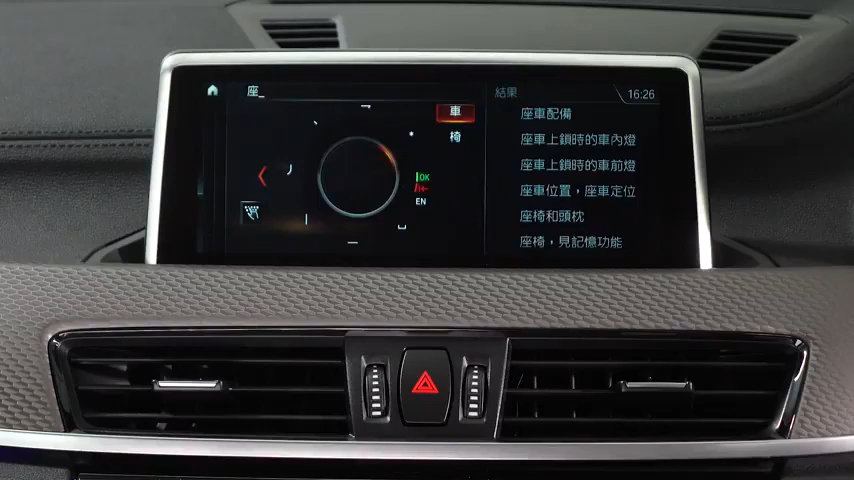 座_
車
椅
OK
EN
結果
16:26
座車配備
座車上鎖時的車內燈
座車上鎖時的車前燈
座車位置，座車定位
座椅和頭枕
座椅，見記憶功能